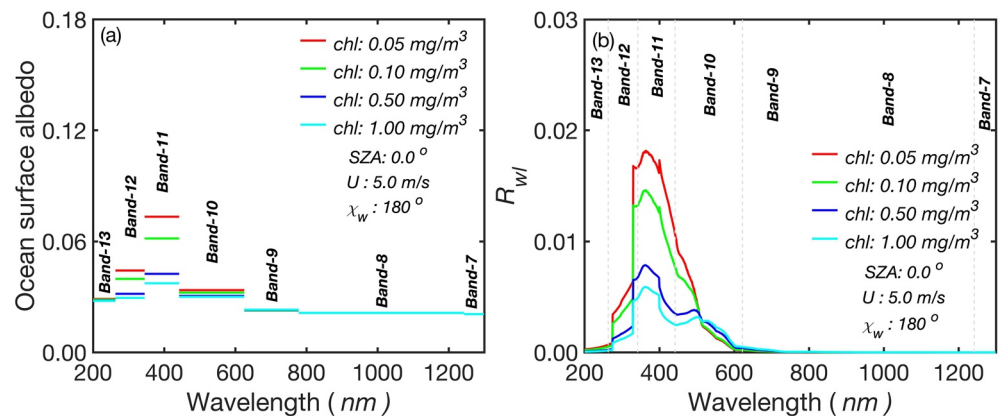 (a)
Ocean surface albedo
0.18
0.12
0.06
0.00
Band-13
Band-12
Band-11
Band-10
Band-9
Band-8
Band-7
chl: 0.05 mg/m³
chl: 0.10 mg/m³
chl: 0.50 mg/m³
chl: 1.00 mg/m³
SZA: 0.0 °
U : 5.0 m/s
χw : 180 °
200 400 600 800 1000 1200
Wavelength ( nm)
(b)
Rwl
0.03
0.02
0.01
0.00
Band-13
Band-12
Band-11
Band-10
Band-9
Band-8
Band-7
chl: 0.05 mg/m³
chl: 0.10 mg/m³
chl: 0.50 mg/m³
chl: 1.00 mg/m³
SZA: 0.0 °
U : 5.0 m/s
χw : 180 °
200 400 600 800 1000 1200
Wavelength ( nm)